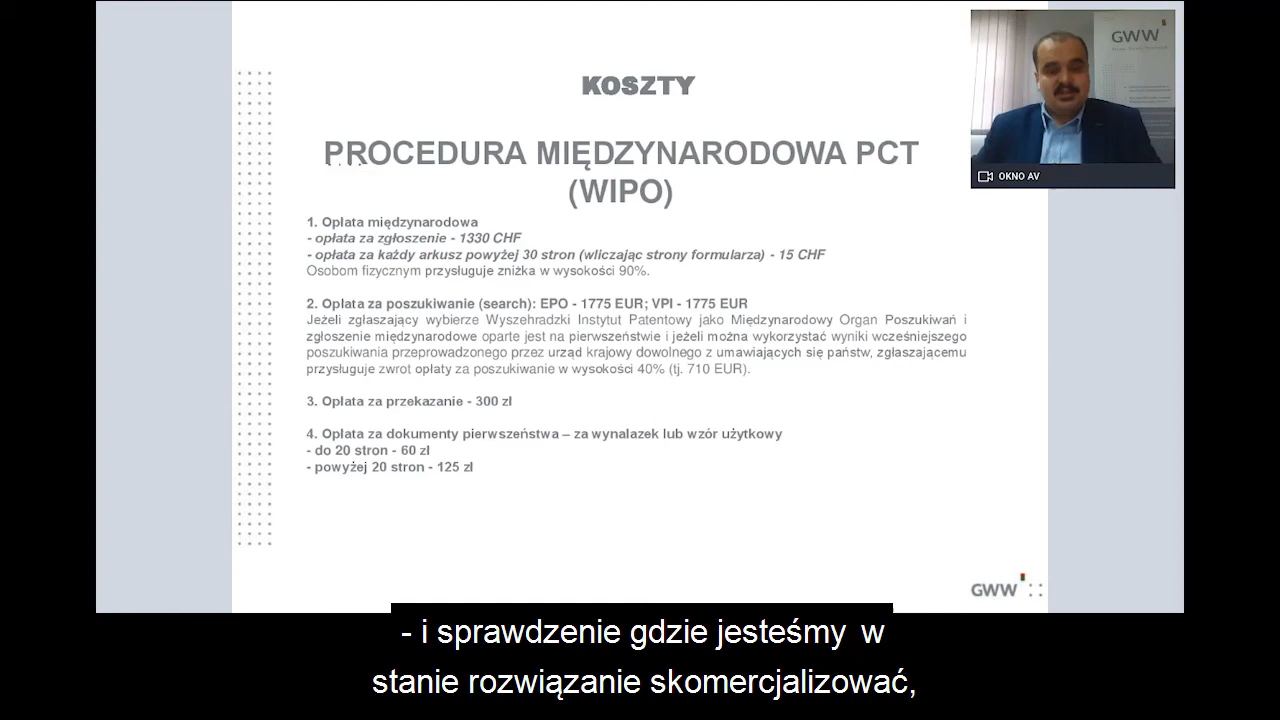 KOSZTY
PROCEDURA MIĘDZYNARODOWA PCT
(WIPO)
1. Opłata międzynarodowa
- opłata za zgłoszenie - 1330 CHF
- opłata za każdy arkusz powyżej 30 stron (wliczając strony formularza) - 15 CHF
Osobom fizycznym przysługuje zniżka w wysokości 90%.
2. Opłata za poszukiwanie (search): EPO - 1775 EUR; VPI - 1775 EUR
Jeżeli zgłaszający wybierze Wyszehradzki Instytut Patentowy jako Międzynarodowy Organ Poszukiwań i
zgłoszenie międzynarodowe oparte jest na pierwszeństwie i jeżeli można wykorzystać wyniki wcześniejszego
poszukiwania przeprowadzonego przez urząd krajowy dowolnego z umawiających się państw, zgłaszającemu
przysługuje zwrot opłaty za poszukiwanie w wysokości 40% (tj. 710 EUR).
3. Opłata za przekazanie - 300 zł
4. Opłata za dokumenty pierwszeństwa – za wynalazek lub wzór użytkowy
- do 20 stron - 60 zł
- powyżej 20 stron - 125 zł
GWW
OKNO AV
GWW
- i sprawdzenie gdzie jesteśmy w
stanie rozwiązanie skomercjalizować,